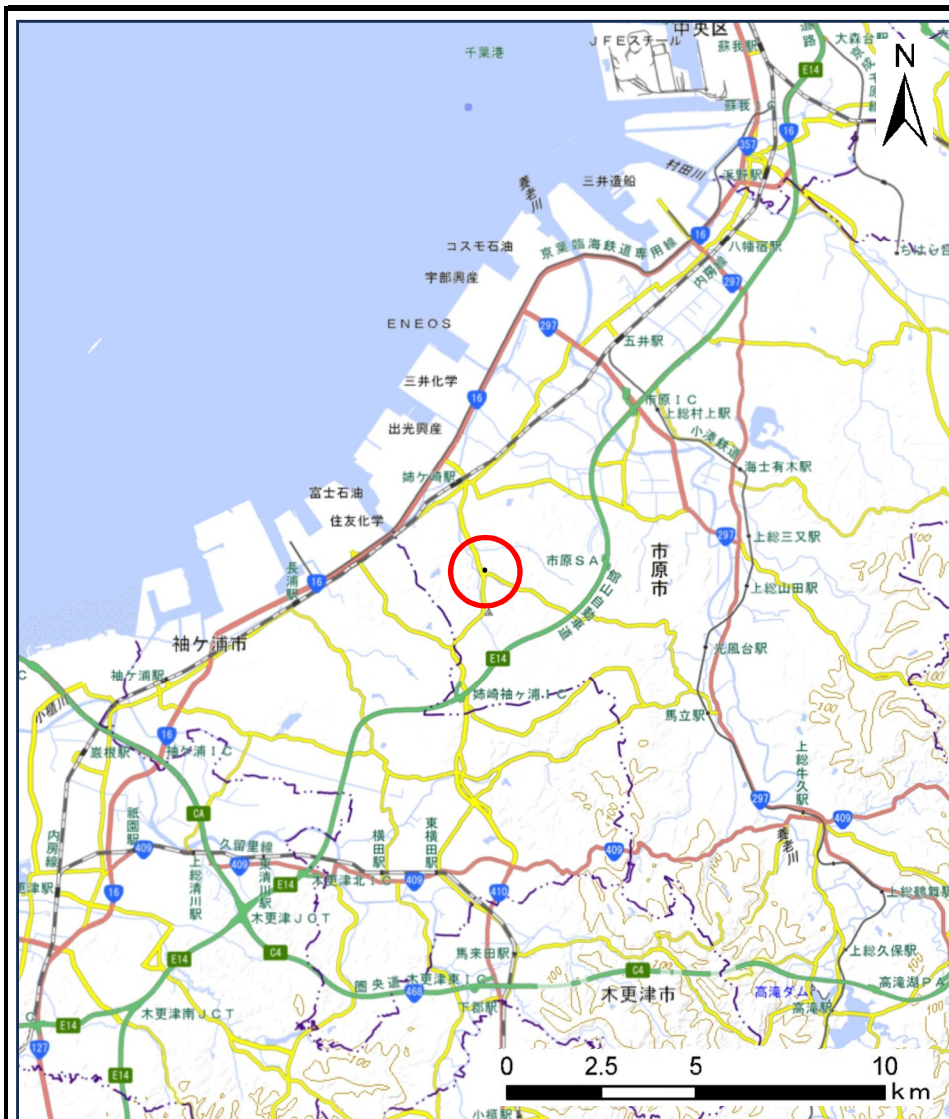 中央区
ＪＦＥスチール
千葉港
蘇我駅
大森台駅
E14
N
蘇我
16
357
村田川
浜野駅
養老川
三井造船
16
八幡宿駅
コスモ石油
京葉臨海鉄道専用線
内房線
297
宇部興産
ＥＮＥＯＳ
297
五井駅
三井化学
16
市原ＩＣ
上総村上駅
出光興産
小湊鉄道
海士有木駅
姉ケ崎駅
富士石油
住友化学
297
上総三又駅
市原ＳＡ
市原市
長浦駅
16
上総山田駅
館山自動車道
袖ケ浦市
光風台駅
E14
袖ケ浦駅
姉崎袖ケ浦ＩＣ
小櫃川
馬立駅
16
巌根駅
袖ケ浦ＩＣ
上総牛久駅
297
CA
409
祇園駅
横田駅
東横田駅
養老川
内房線
409
久留里線
409
409
上総清川駅
東清川駅
E14
木更津北ＩＣ
409
16
410
上総鶴舞駅
木更津ＪＣＴ
E14
C4
馬来田駅
上総久保駅
100
圏央道
木更津東ＩＣ
C4
高滝湖ＰＡ
468
木更津市
高滝ダム
高滝駅
下郡駅
E14
木更津南ＪＣＴ
127
E14
0
2.5
5
10
km
小櫃駅